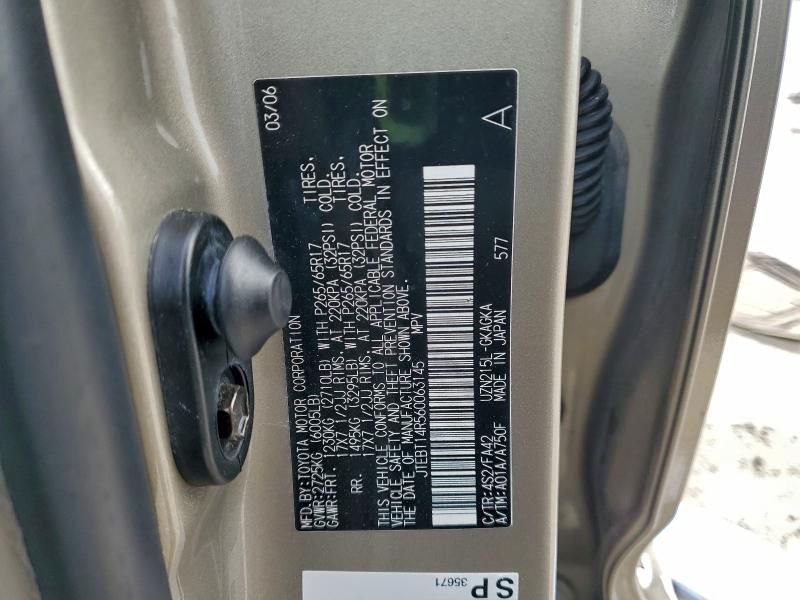 03/06
MFD.BY:TOYOTA MOTOR CORPORATION
GVWR:2725KG (6005LB)
GAWR:FRT. 1230KG (2710LB) WITH P265/65R17 TIRES.
17X7 1/2JJ RIMS. AT 220KPA (32PSI) COLD.
RR. 1495KG (3295LB) WITH P265/65R17 TIRES.
17X7 1/2JJ RIMS. AT 220KPA (32PSI) COLD.
THIS VEHICLE CONFORMS TO ALL APPLICABLE FEDERAL MOTOR
VEHICLE SAFETY AND THEFT PREVENTION STANDARDS IN EFFECT ON
THE DATE OF MANUFACTURE SHOWN ABOVE.
JTEBT14R560063145 MPV
C/TR:4S2/FA42 UZN215L-GKAGKA 577
A/TM:A01A/A750F MADE IN JAPAN
A
SP
35671